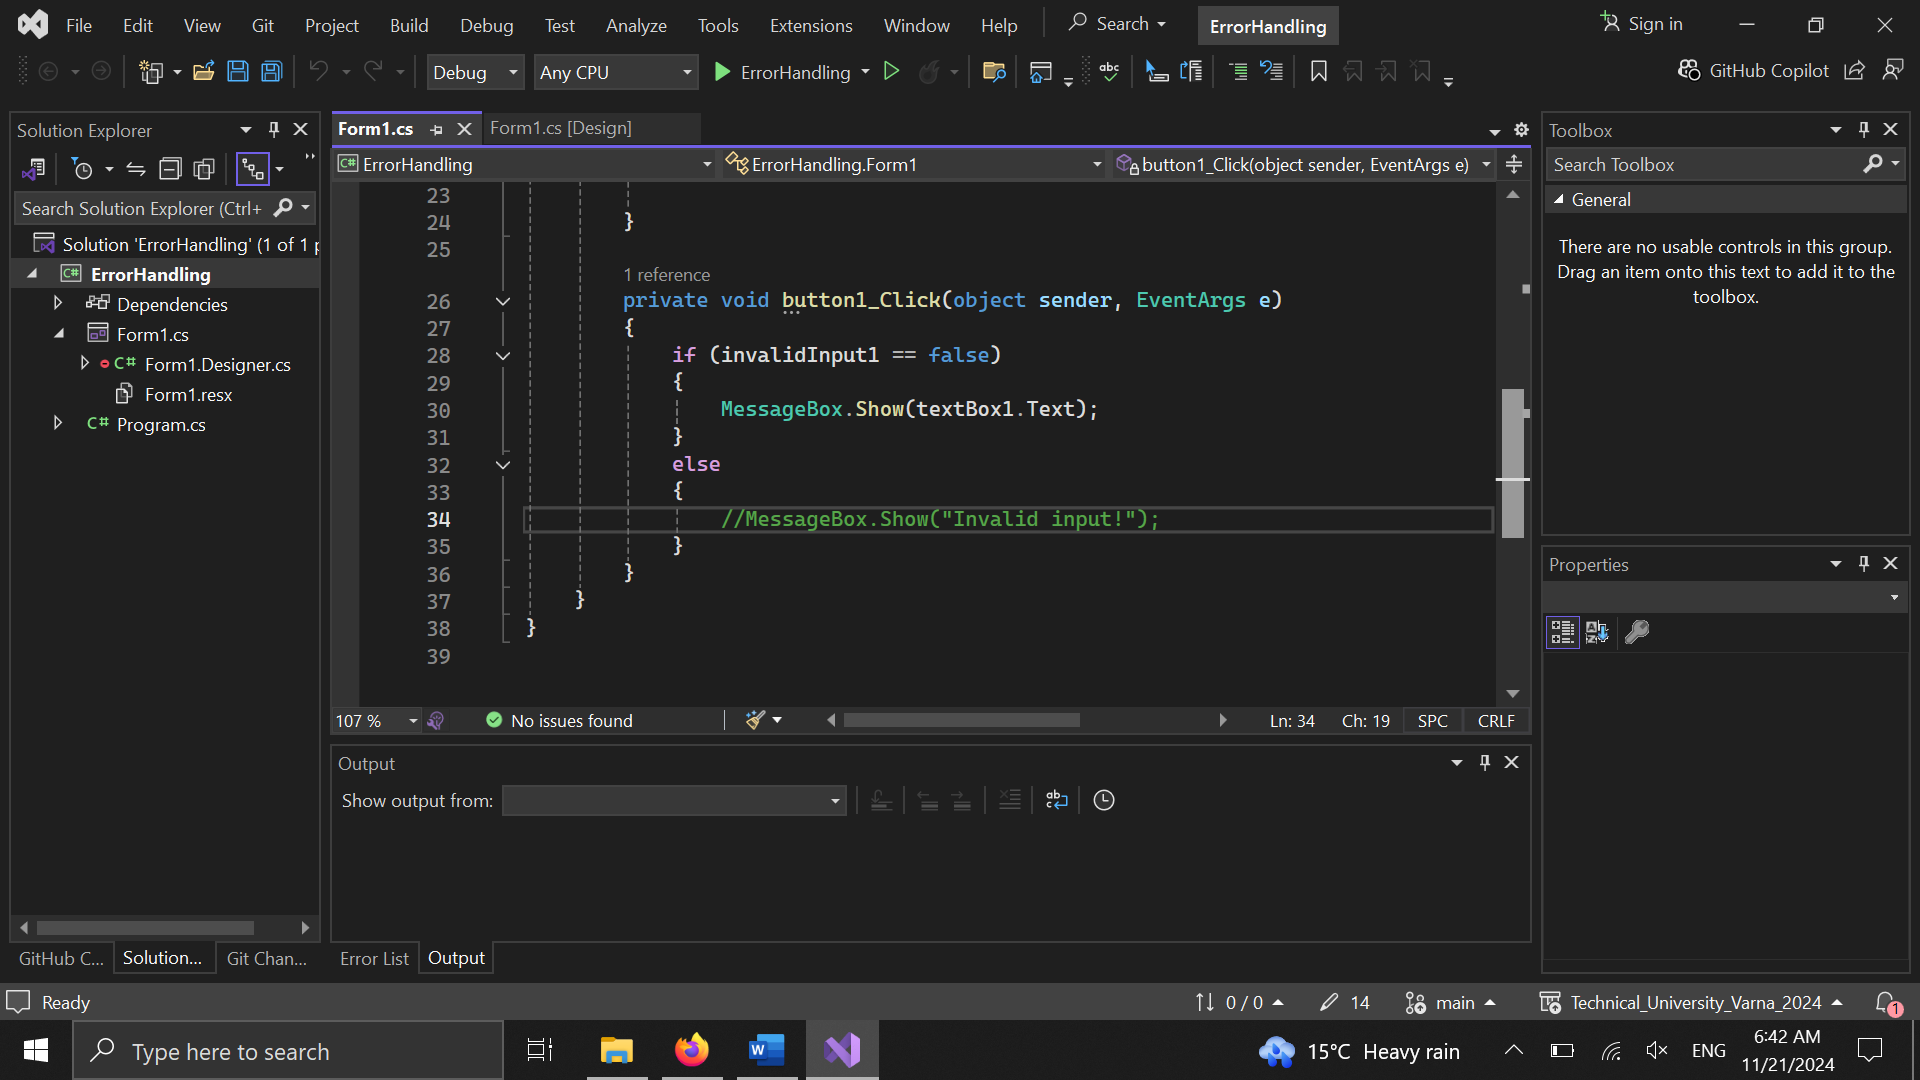 File Edit View Git Project Build Debug Test Analyze Tools Extensions Window Help Search ErrorHandling Sign in
Debug Any CPU ErrorHandling GitHub Copilot
Solution Explorer
Search Solution Explorer (Ctrl+
Solution 'ErrorHandling' (1 of 1 p
ErrorHandling
Dependencies
Form1.cs
Form1.Designer.cs
Form1.resx
Program.cs
GitHub C... Solution... Git Chan...
Form1.cs Form1.cs [Design]
ErrorHandling ErrorHandling.Form1 button1_Click(object sender, EventArgs e)
23
24 }
25
1 reference
26 private void button1_Click(object sender, EventArgs e)
27 {
28 if (invalidInput1 == false)
29 {
30 MessageBox.Show(textBox1.Text);
31 }
32 else
33 {
34 //MessageBox.Show("Invalid input!");
35 }
36 }
37 }
38 }
39
107 % No issues found Ln: 34 Ch: 19 SPC CRLF
Output
Show output from:
Error List Output
Toolbox
Search Toolbox
General
There are no usable controls in this group.
Drag an item onto this text to add it to the
toolbox.
Properties
Ready 0 / 0 14 main Technical_University_Varna_2024 1
Type here to search 15°C Heavy rain ENG 6:42 AM
11/21/2024